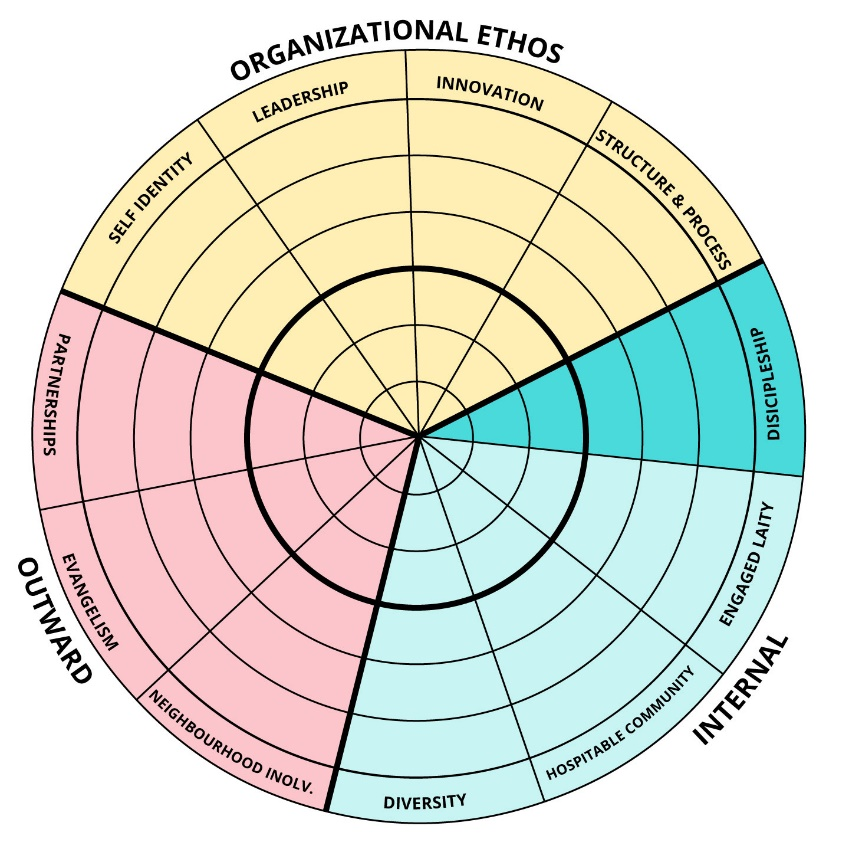 ORGANIZATIONAL ETHOS
SELF IDENTITY
LEADERSHIP
INNOVATION
STRUCTURE & PROCESS
DISICIPLESHIP
ENGAGED LAITY
HOSPITABLE COMMUNITY
DIVERSITY
INTERNAL
NEIGHBOURHOOD INOLV.
EVANGELISM
PARTNERSHIPS
OUTWARD